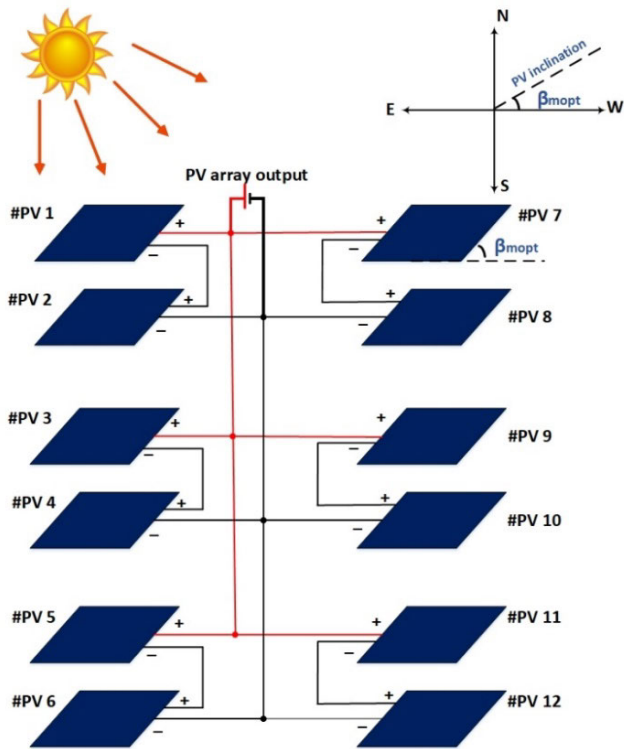 N
PV inclination
βmopt
E
W
S
PV array output
#PV 1
+
−
+
#PV 7
−
βmopt
#PV 2
+
−
+
#PV 8
−
#PV 3
+
−
+
#PV 9
−
#PV 4
+
−
+
#PV 10
−
#PV 5
+
−
+
#PV 11
−
#PV 6
+
−
+
#PV 12
−